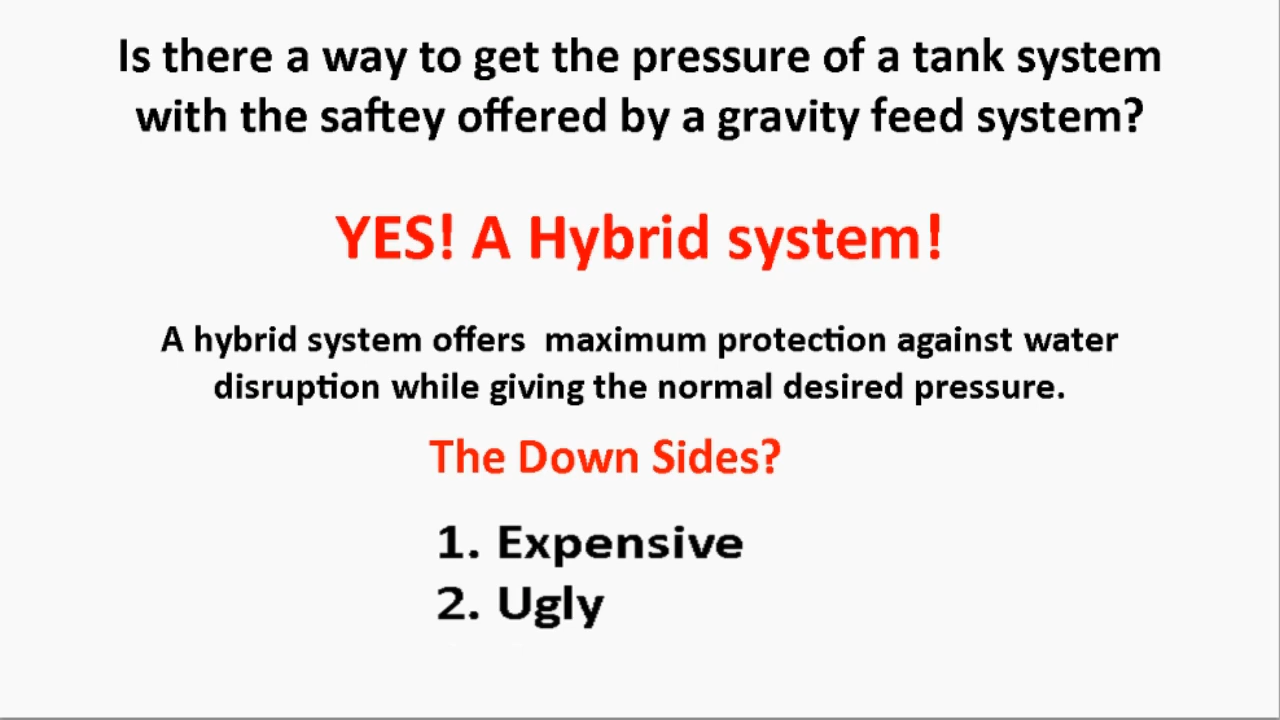 Is there a way to get the pressure of a tank system
with the saftey offered by a gravity feed system?
YES! A Hybrid system!
A hybrid system offers  maximum protection against water
disruption while giving the normal desired pressure.
The Down Sides?
1. Expensive
2. Ugly